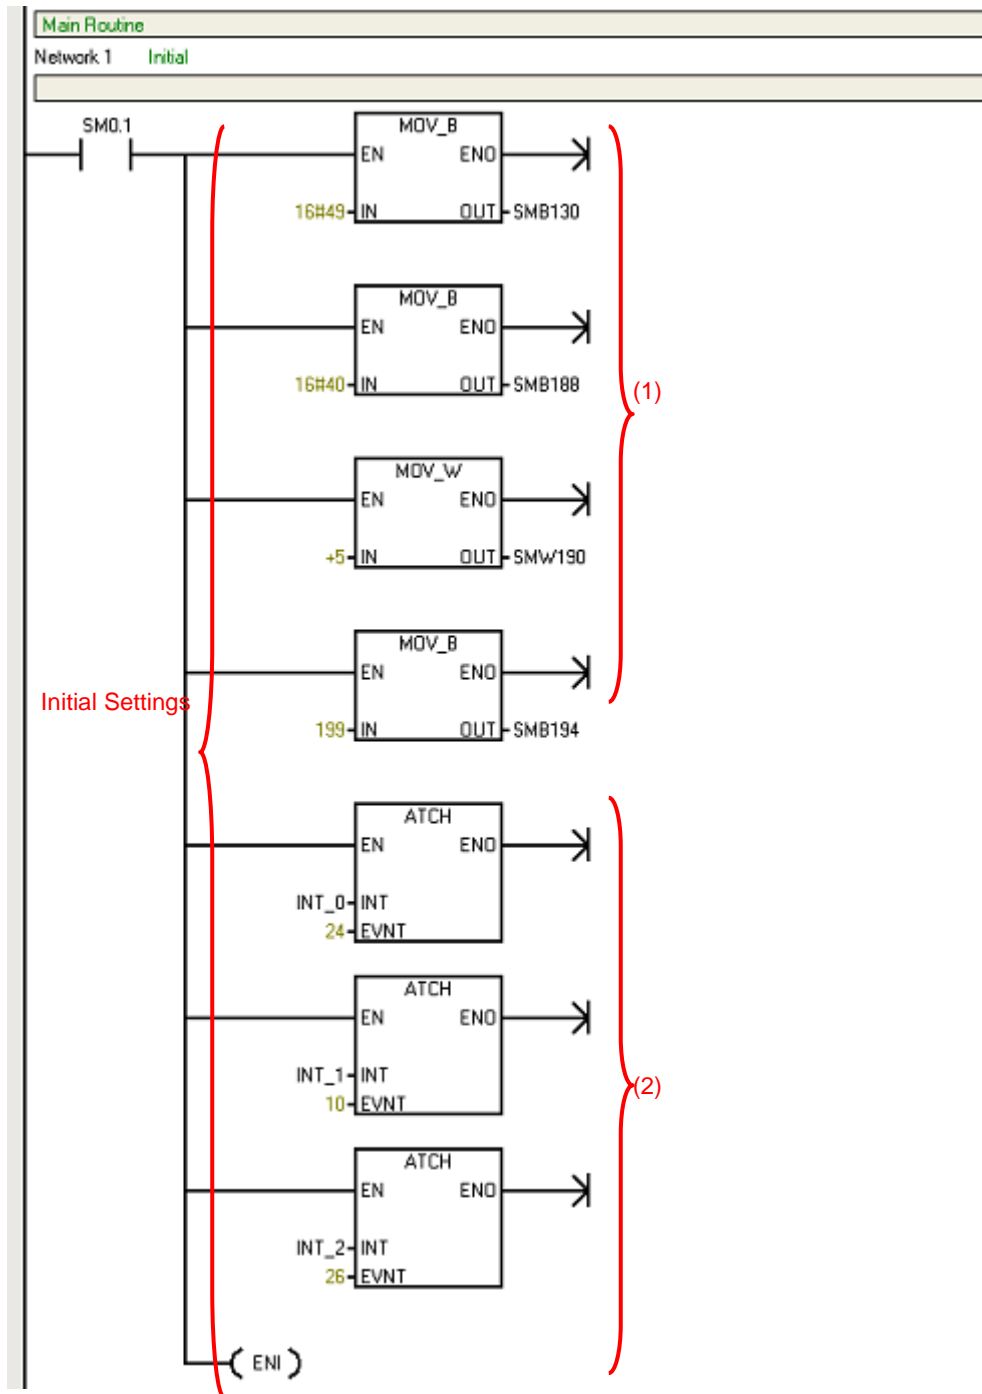 Main Routine
Network 1 Initial
SM0.1
MOV_B
EN ENO
16#49 IN OUT SMB130
MOV_B
EN ENO
16#40 IN OUT SMB188
(1)
MOV_W
EN ENO
+5 IN OUT SMW190
MOV_B
EN ENO
Initial Settings
199 IN OUT SMB194
ATCH
EN ENO
INT_0 INT
24 EVNT
ATCH
EN ENO
INT_1 INT
(2)
10 EVNT
ATCH
EN ENO
INT_2 INT
26 EVNT
( ENI )